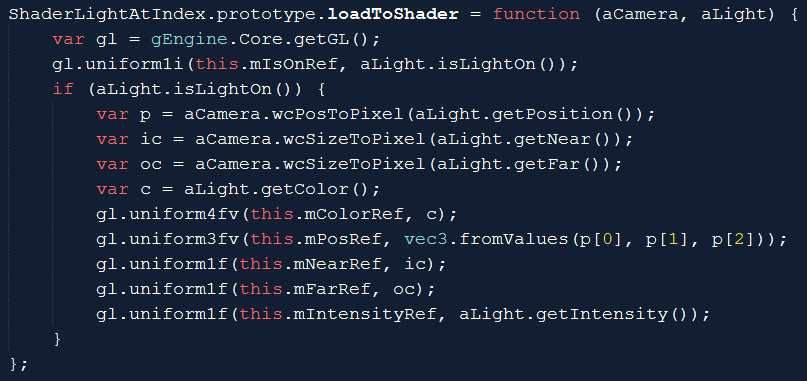 ShaderLightAtIndex.prototype.loadToShader = function (aCamera, aLight) {
    var gl = gEngine.Core.getGL();
    gl.uniform1i(this.mIsOnRef, aLight.isLightOn());
    if (aLight.isLightOn()) {
        var p = aCamera.wcPosToPixel(aLight.getPosition());
        var ic = aCamera.wcSizeToPixel(aLight.getNear());
        var oc = aCamera.wcSizeToPixel(aLight.getFar());
        var c = aLight.getColor();
        gl.uniform4fv(this.mColorRef, c);
        gl.uniform3fv(this.mPosRef, vec3.fromValues(p[0], p[1], p[2]));
        gl.uniform1f(this.mNearRef, ic);
        gl.uniform1f(this.mFarRef, oc);
        gl.uniform1f(this.mIntensityRef, aLight.getIntensity());
    }
};